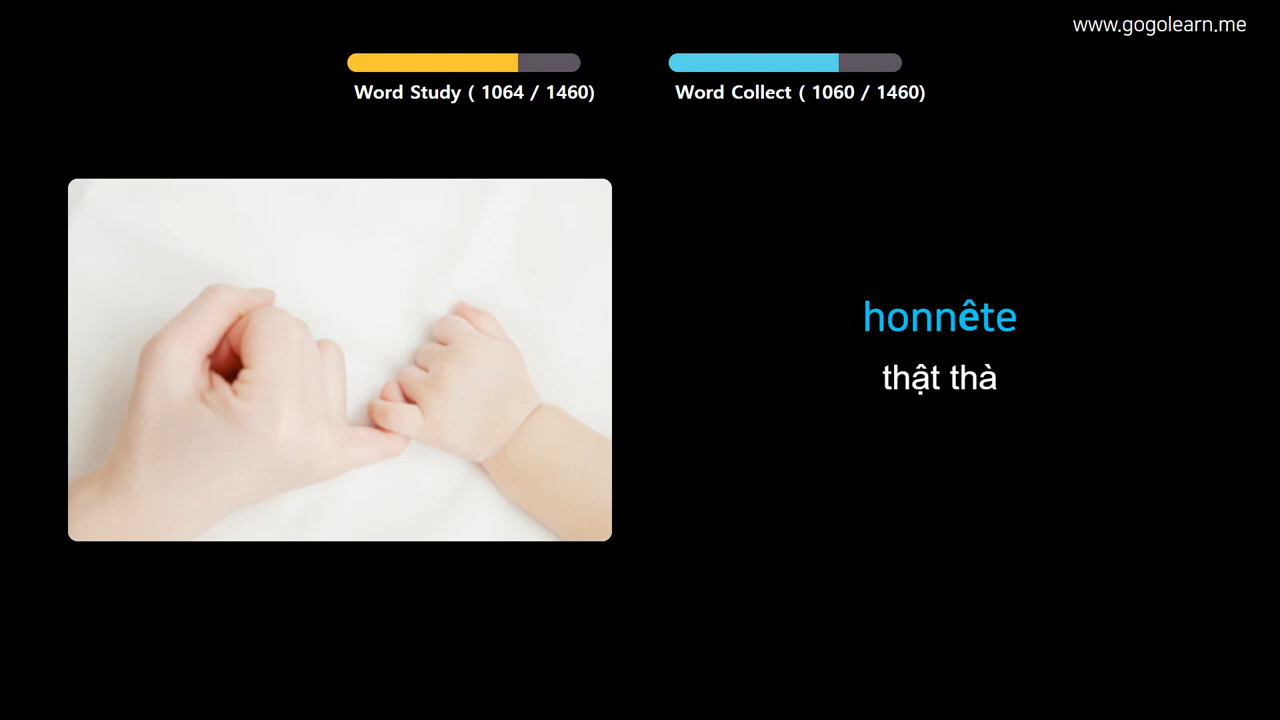 www.gogolearn.me
Word Study ( 1064 / 1460)
Word Collect ( 1060 / 1460)
honnête
thật thà